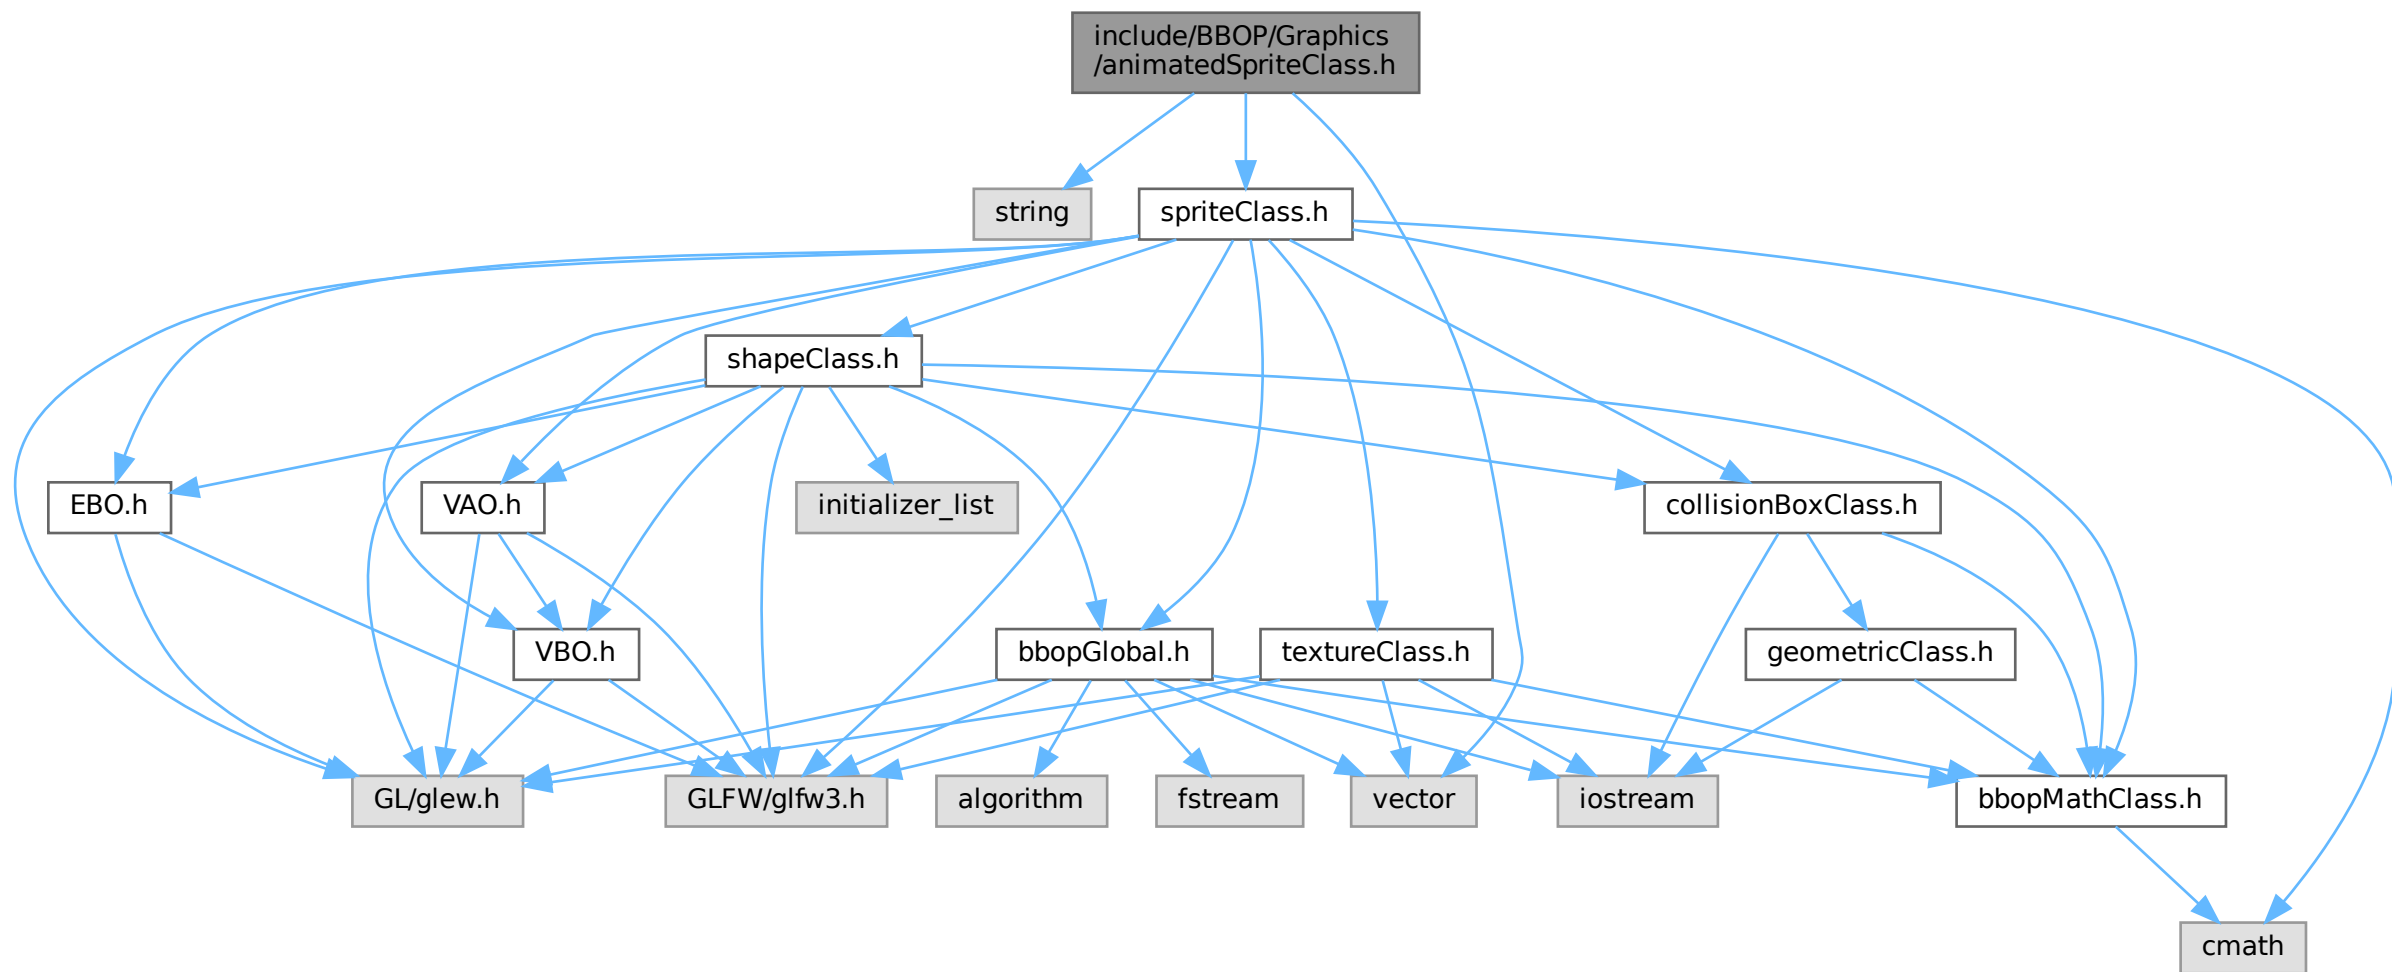 include/BBOP/Graphics
/animatedSpriteClass.h
string
spriteClass.h
shapeClass.h
EBO.h
VAO.h
initializer_list
collisionBoxClass.h
VBO.h
bbopGlobal.h
textureClass.h
geometricClass.h
GL/glew.h
GLFW/glfw3.h
algorithm
fstream
vector
iostream
bbopMathClass.h
cmath